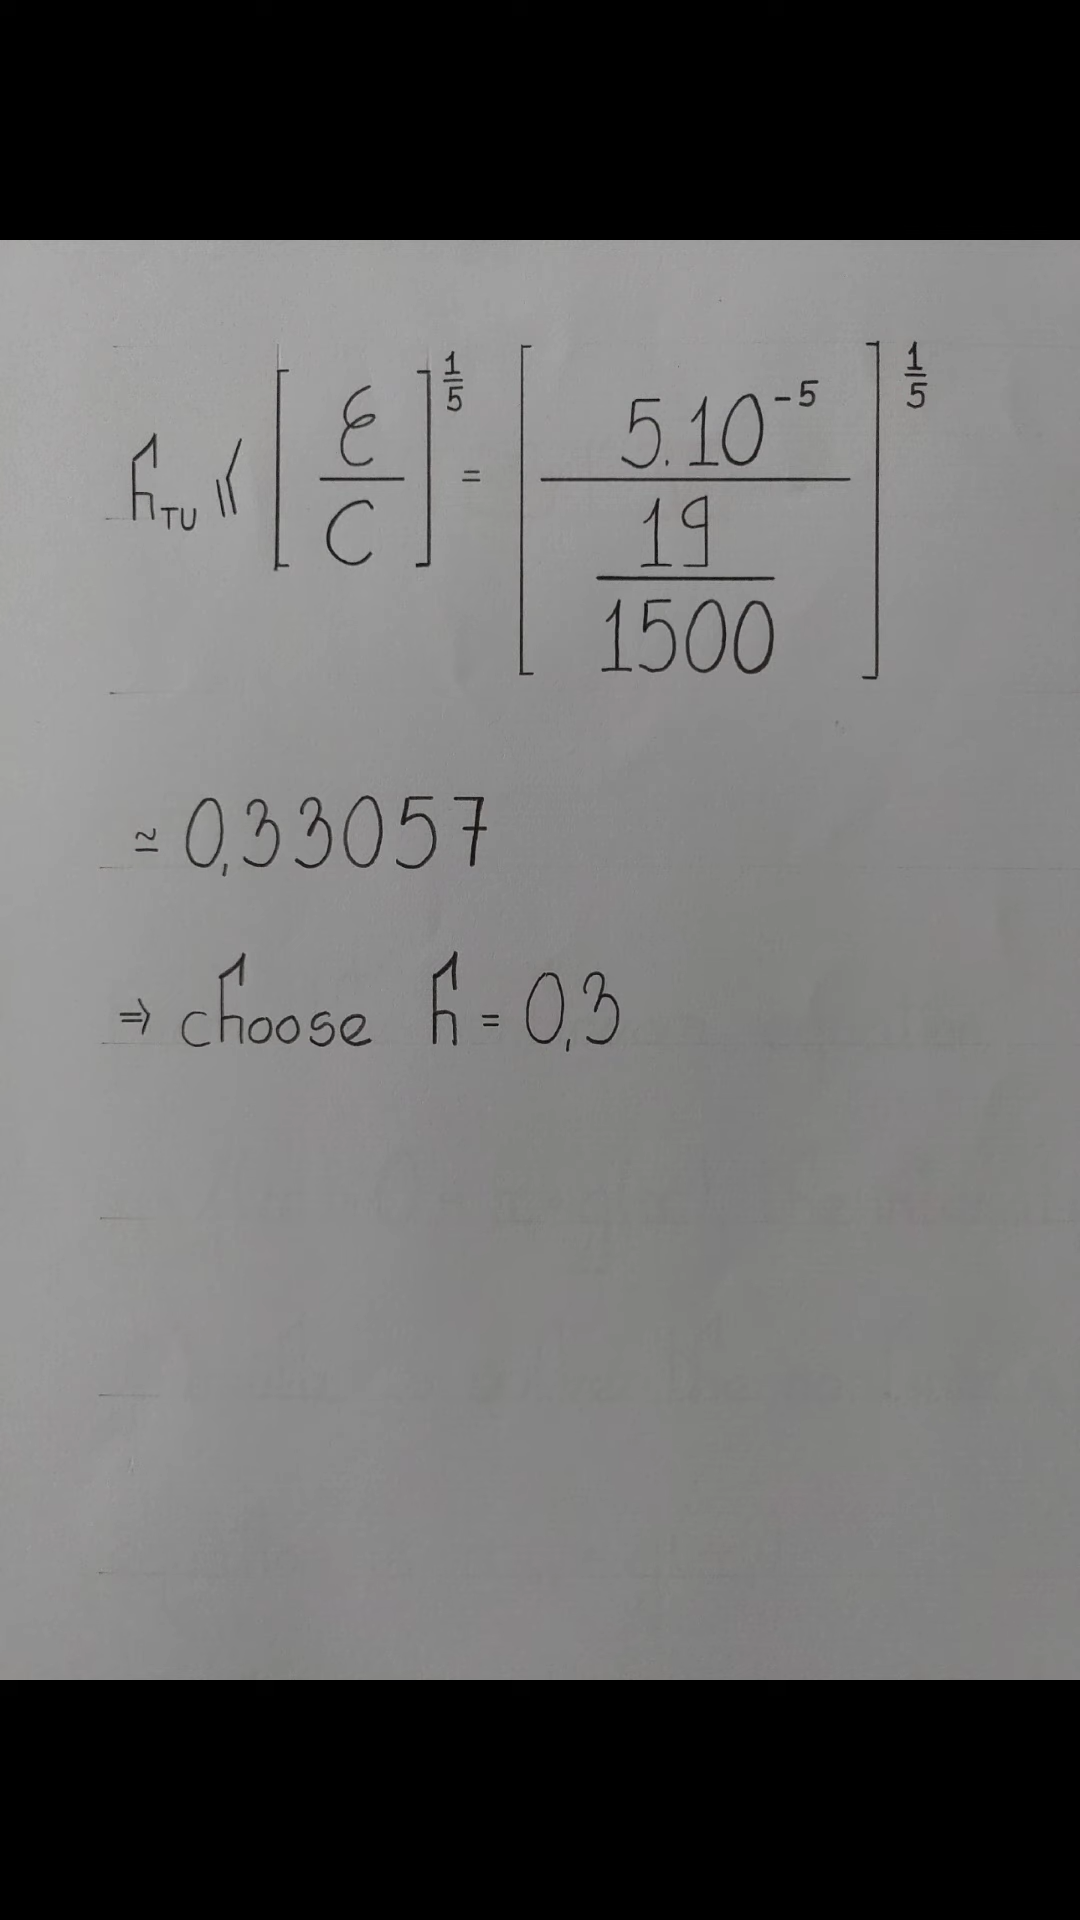 h_TU ⩽ [ε/C]^(1/5) = [5.10^-5 / (19/1500)]^(1/5)
≃ 0,33057
⇒ choose h = 0,3